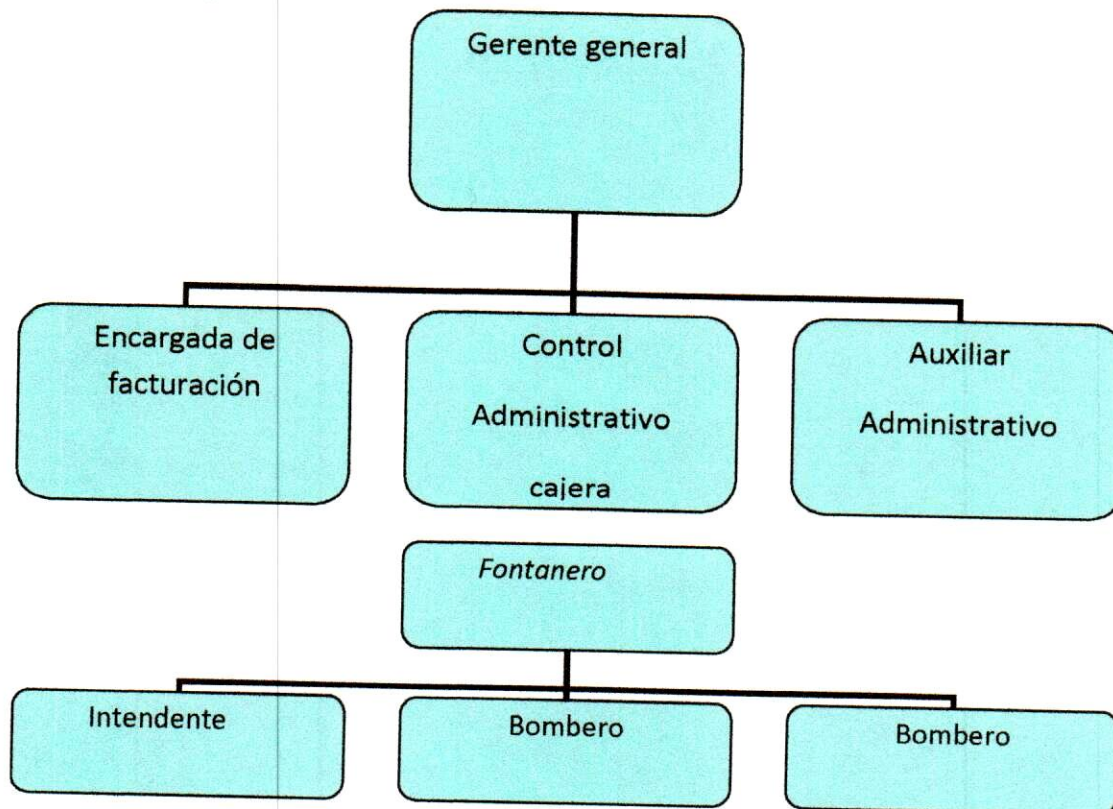 Gerente general
Encargada de
facturación
Control
Administrativo
cajera
Auxiliar
Administrativo
Fontanero
Intendente
Bombero
Bombero